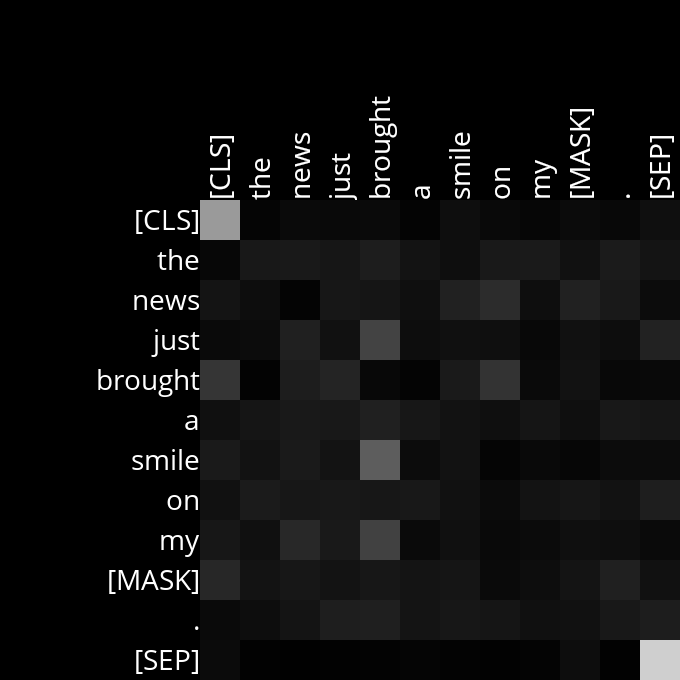 [CLS] the news just brought a smile on my [MASK] . [SEP]
[CLS]
the
news
just
brought
a
smile
on
my
[MASK]
.
[SEP]